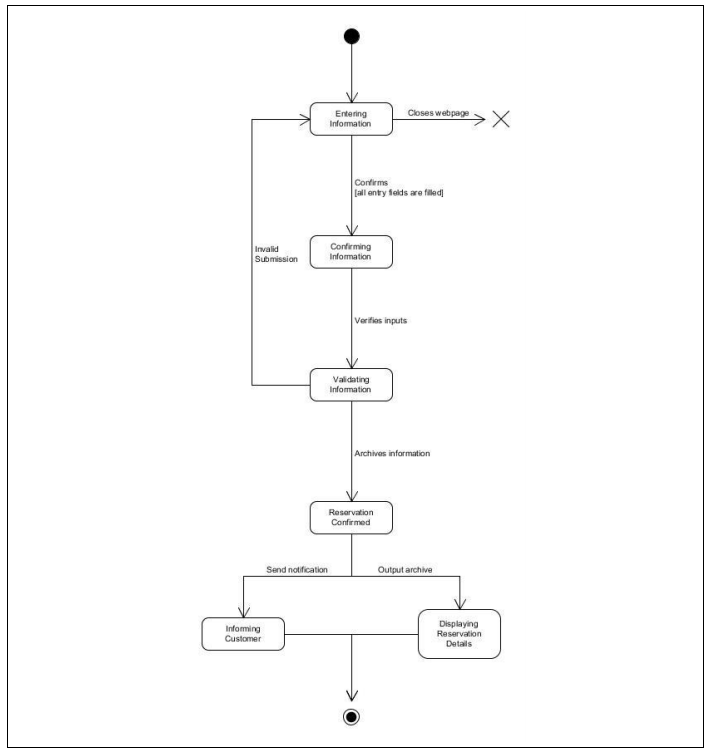 Entering
Information
Closes webpage
Confirms
[all entry fields are filled]
Confirming
Information
Invalid
Submission
Verifies inputs
Validating
Information
Archives information
Reservation
Confirmed
Send notification
Output archive
Informing
Customer
Displaying
Reservation
Details